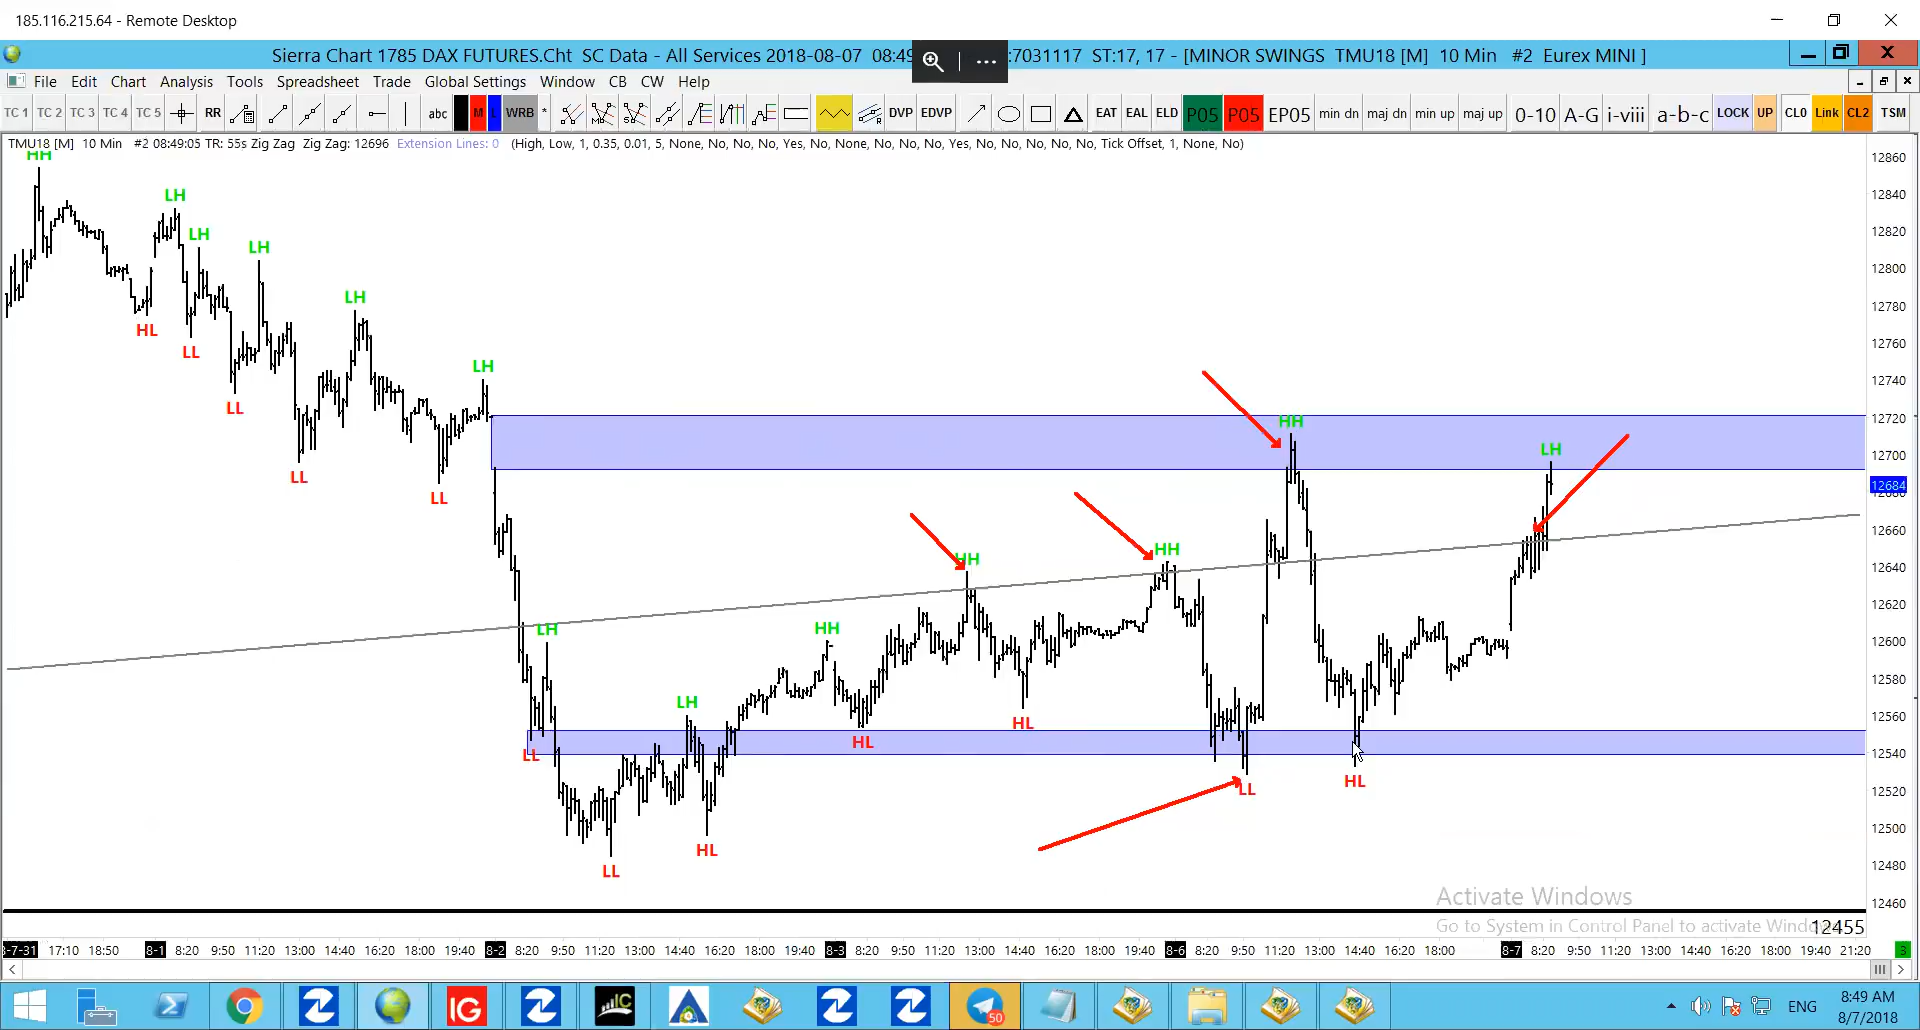 185.116.215.64 - Remote Desktop
Sierra Chart 1785 DAX FUTURES.Cht  SC Data - All Services 2018-08-07  08:49 :7031117  ST:17, 17 - [MINOR SWINGS  TMU18 [M]  10 Min  #2  Eurex MINI ]
File Edit Chart Analysis Tools Spreadsheet Trade Global Settings Window CB CW Help
TC 1 TC 2 TC 3 TC 4 TC 5 RR abc M L WRB * DVP EDVP EAT EAL ELD P05 P05 EP05 min dn maj dn min up maj up 0-10 A-G i-viii a-b-c LOCK UP CL0 Link CL2 TSM
TMU18 [M]  10 Min  #2 08:49:05 TR: 55s Zig Zag  Zig Zag: 12696  Extension Lines: 0  (High, Low, 1, 0.35, 0.01, 5, None, No, No, No, Yes, No, None, No, No, No, Yes, No, No, No, No, No, Tick Offset, 1, None, No)
HH
12860
LH
12840
LH
12820
LH
12800
LH
12780
HL
LL
12760
LH
12740
LL
HH
12720
LH
12700
LL
LL
12684
12660
HH
HH
12640
LH
HH
12620
12600
12580
LH
HL
12560
HL
LL
12540
HL
LL
12520
12500
HL
LL
12480
Activate Windows
12460
Go to System in Control Panel to activate Windows.
12455
8-7-31 17:10 18:50 8-1 8:20 9:50 11:20 13:00 14:40 16:20 18:00 19:40 8-2 8:20 9:50 11:20 13:00 14:40 16:20 18:00 19:40 8-3 8:20 9:50 11:20 13:00 14:40 16:20 18:00 19:40 8-6 8:20 9:50 11:20 13:00 14:40 16:20 18:00 8-7 8:20 9:50 11:20 13:00 14:40 16:20 18:00 19:40 21:20 3
IG
IC
50
ENG
8:49 AM
8/7/2018